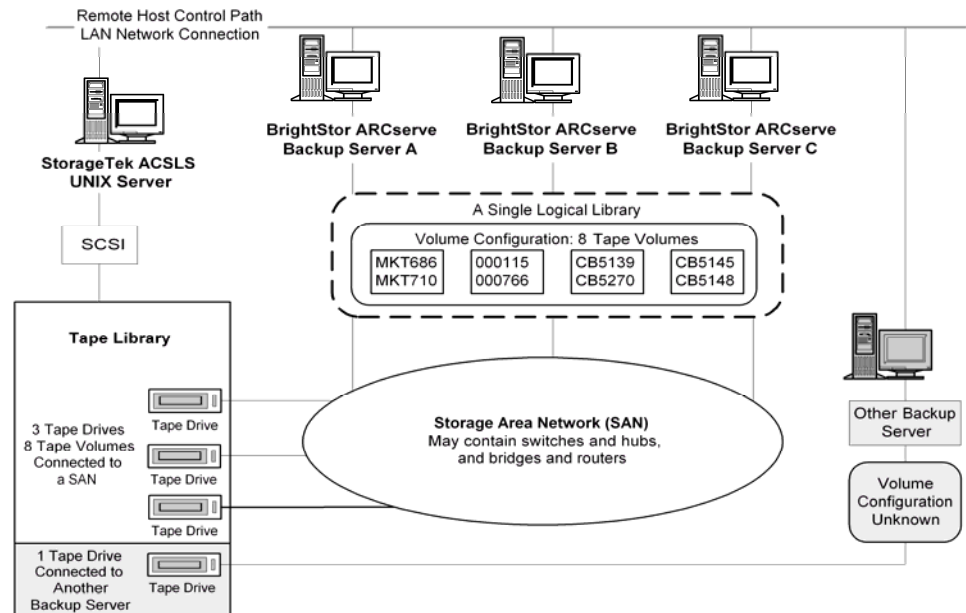 Remote Host Control Path
LAN Network Connection
StorageTek ACSLS
UNIX Server
BrightStor ARCserve
Backup Server A
BrightStor ARCserve
Backup Server B
BrightStor ARCserve
Backup Server C
SCSI
A Single Logical Library
Volume Configuration: 8 Tape Volumes
MKT686
MKT710
000115
000766
CB5139
CB5270
CB5145
CB5148
Tape Library
3 Tape Drives
8 Tape Volumes
Connected to
a SAN
Tape Drive
Tape Drive
Tape Drive
1 Tape Drive
Connected to
Another
Backup Server
Tape Drive
Storage Area Network (SAN)
May contain switches and hubs,
and bridges and routers
Other Backup
Server
Volume
Configuration
Unknown